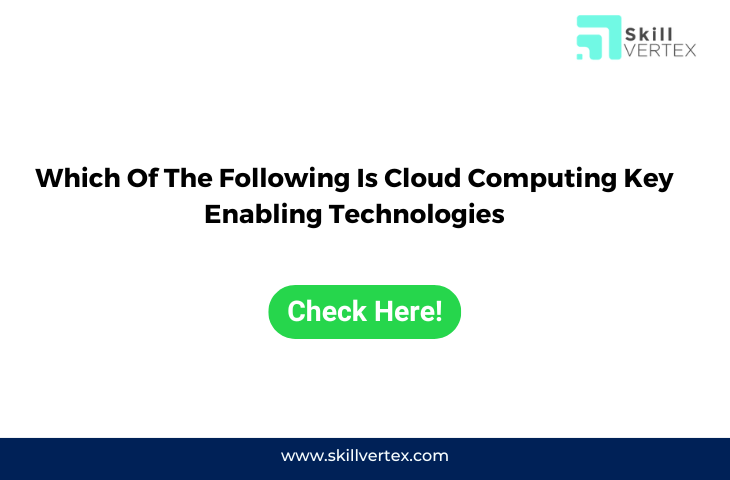 Skill
VERTEX
Which Of The Following Is Cloud Computing Key
Enabling Technologies
Check Here!
www.skillvertex.com